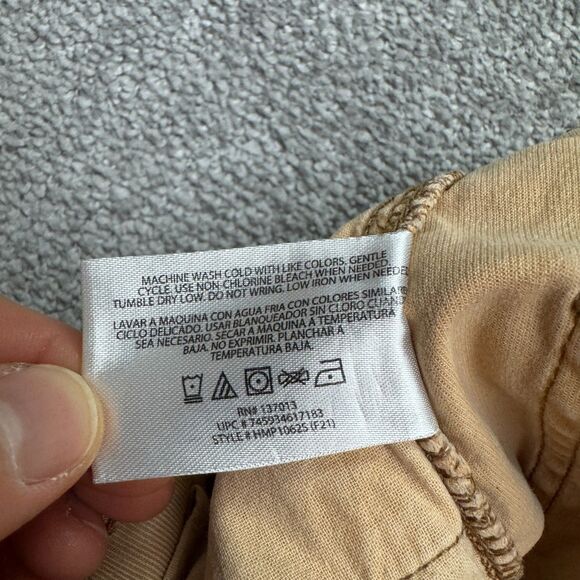 MACHINE WASH COLD WITH LIKE COLORS, GENTLE
CYCLE. USE NON-CHLORINE BLEACH WHEN NEEDED.
TUMBLE DRY LOW. DO NOT WRING. LOW IRON WHEN NEEDED
LAVAR A MAQUINA CON AGUA FRIA CON COLORES SIMILARE
CICLO DELICADO. USAR BLANQUEADOR SIN CLORO CUAND
SEA NECESARIO. SECAR A MAQUINA A TEMPERATURA
BAJA. NO EXPRIMIR. PLANCHAR A
TEMPERATURA BAJA.
RN# 137013
UPC # 745934617183
STYLE # HMP10625 (F21)